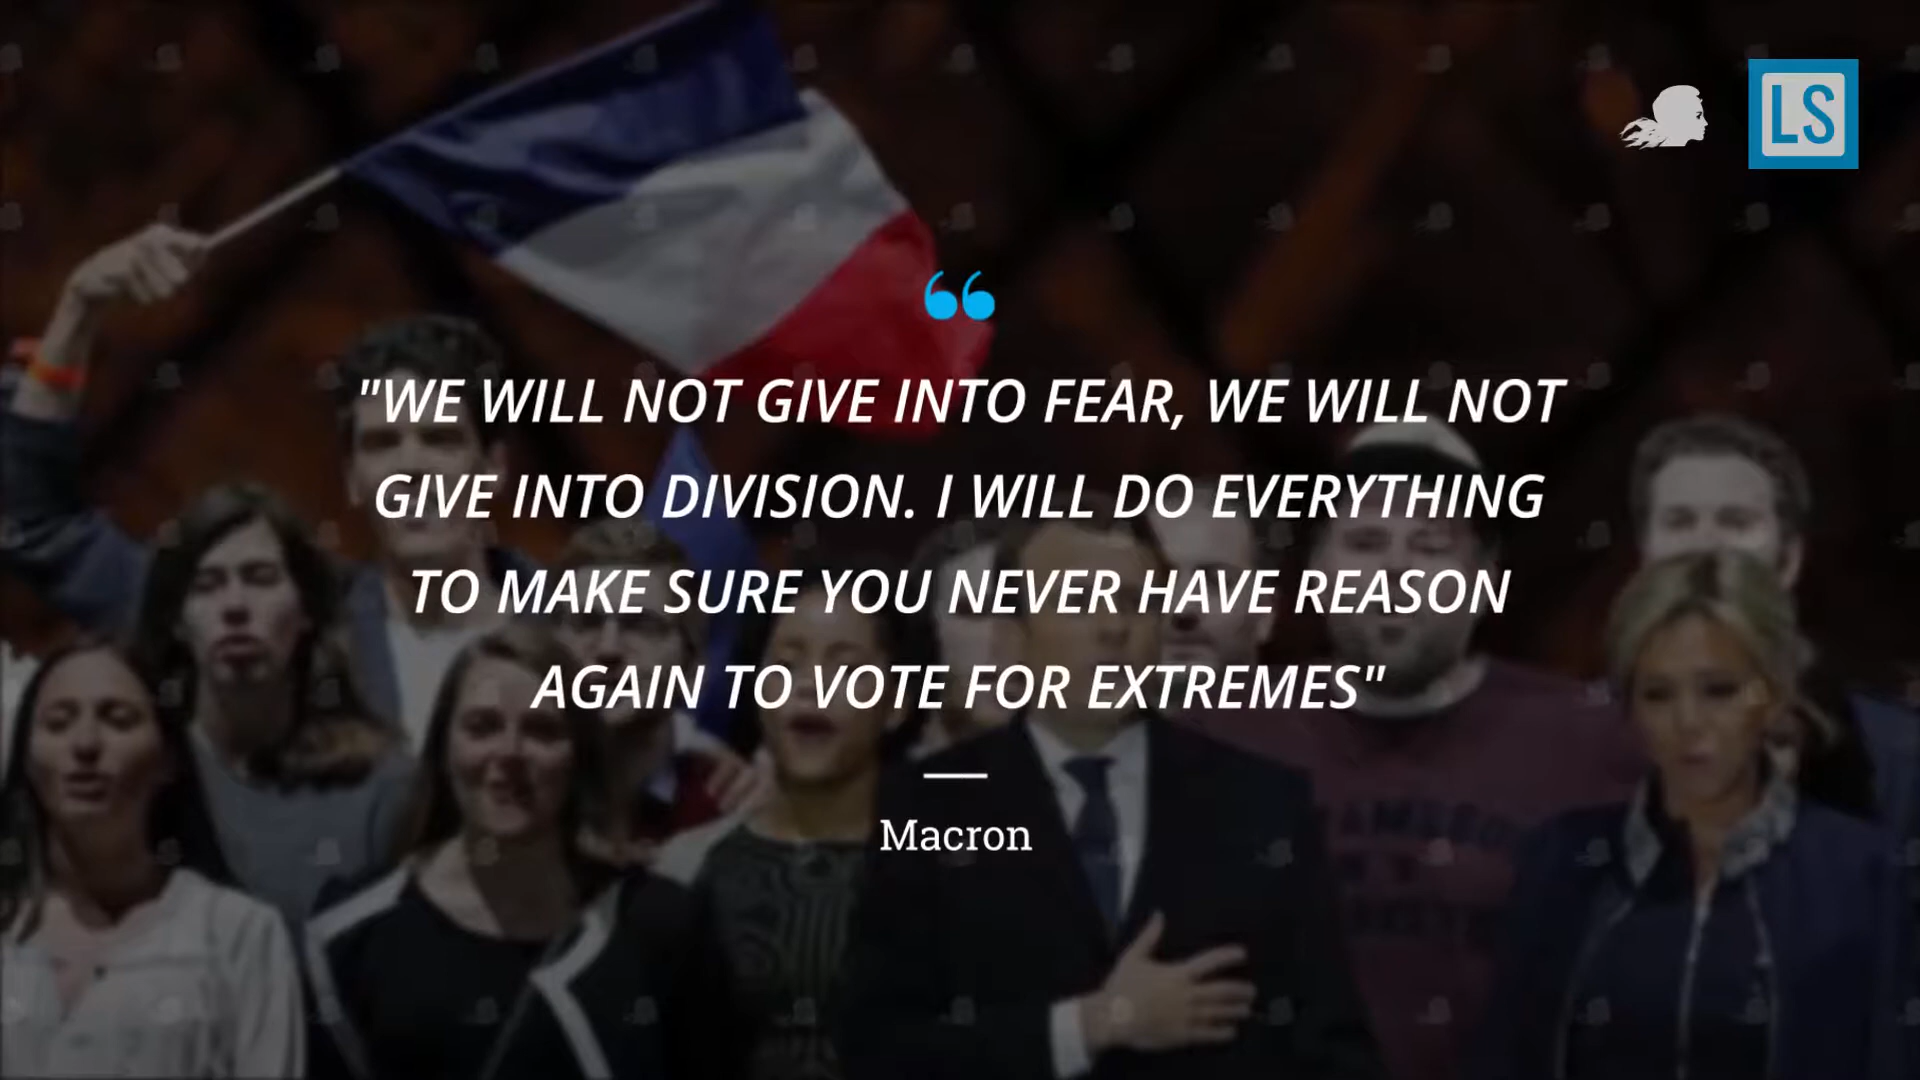 LS
"WE WILL NOT GIVE INTO FEAR, WE WILL NOT
GIVE INTO DIVISION. I WILL DO EVERYTHING
TO MAKE SURE YOU NEVER HAVE REASON
AGAIN TO VOTE FOR EXTREMES"
Macron